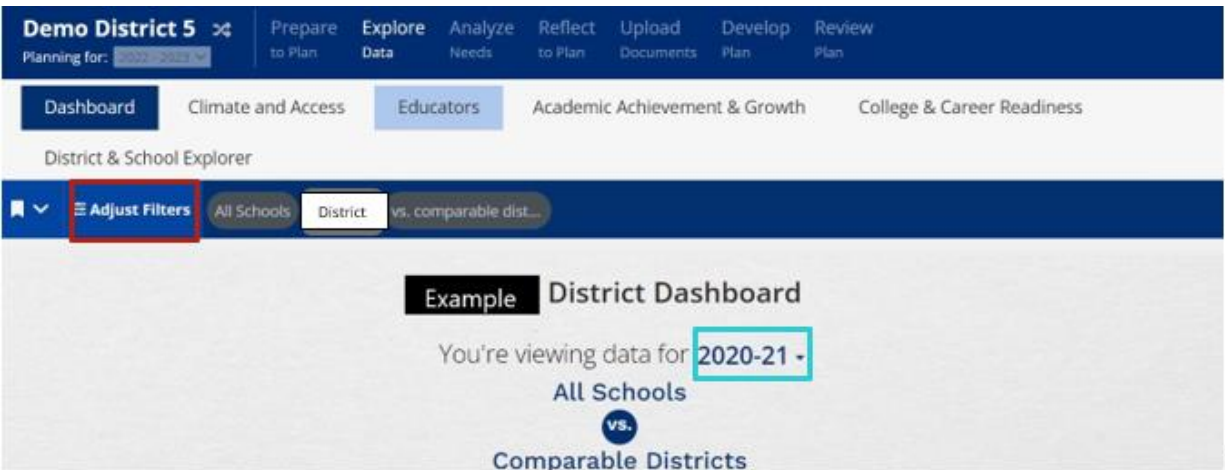 Demo District 5 Prepare Explore Analyze Reflect Upload Develop Review
Planning for: 2022 - 2023 to Plan Data Needs to Plan Documents Plan Plan
Dashboard Climate and Access Educators Academic Achievement & Growth College & Career Readiness
District & School Explorer
Adjust Filters All Schools District vs. comparable dist...
Example District Dashboard
You're viewing data for 2020-21
All Schools
vs.
Comparable Districts